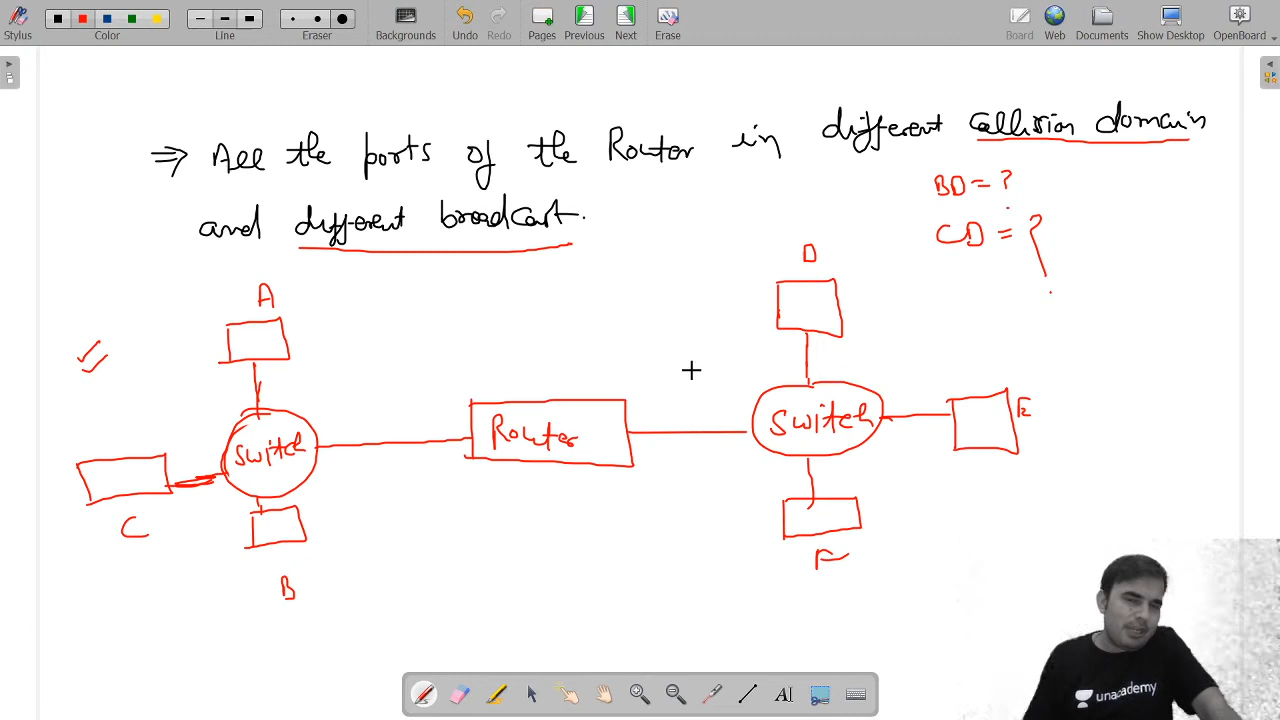 Stylus
Color
Line
Eraser
Backgrounds
Undo
Redo
Pages
Previous
Next
Erase
Board
Web
Documents
Show Desktop
OpenBoard
⇒ All the ports of the Router in different collision domain
and different broadcast.
BD = ?
CD = ?
A
D
Switch
Router
Switch
E
C
B
F
unacademy
A